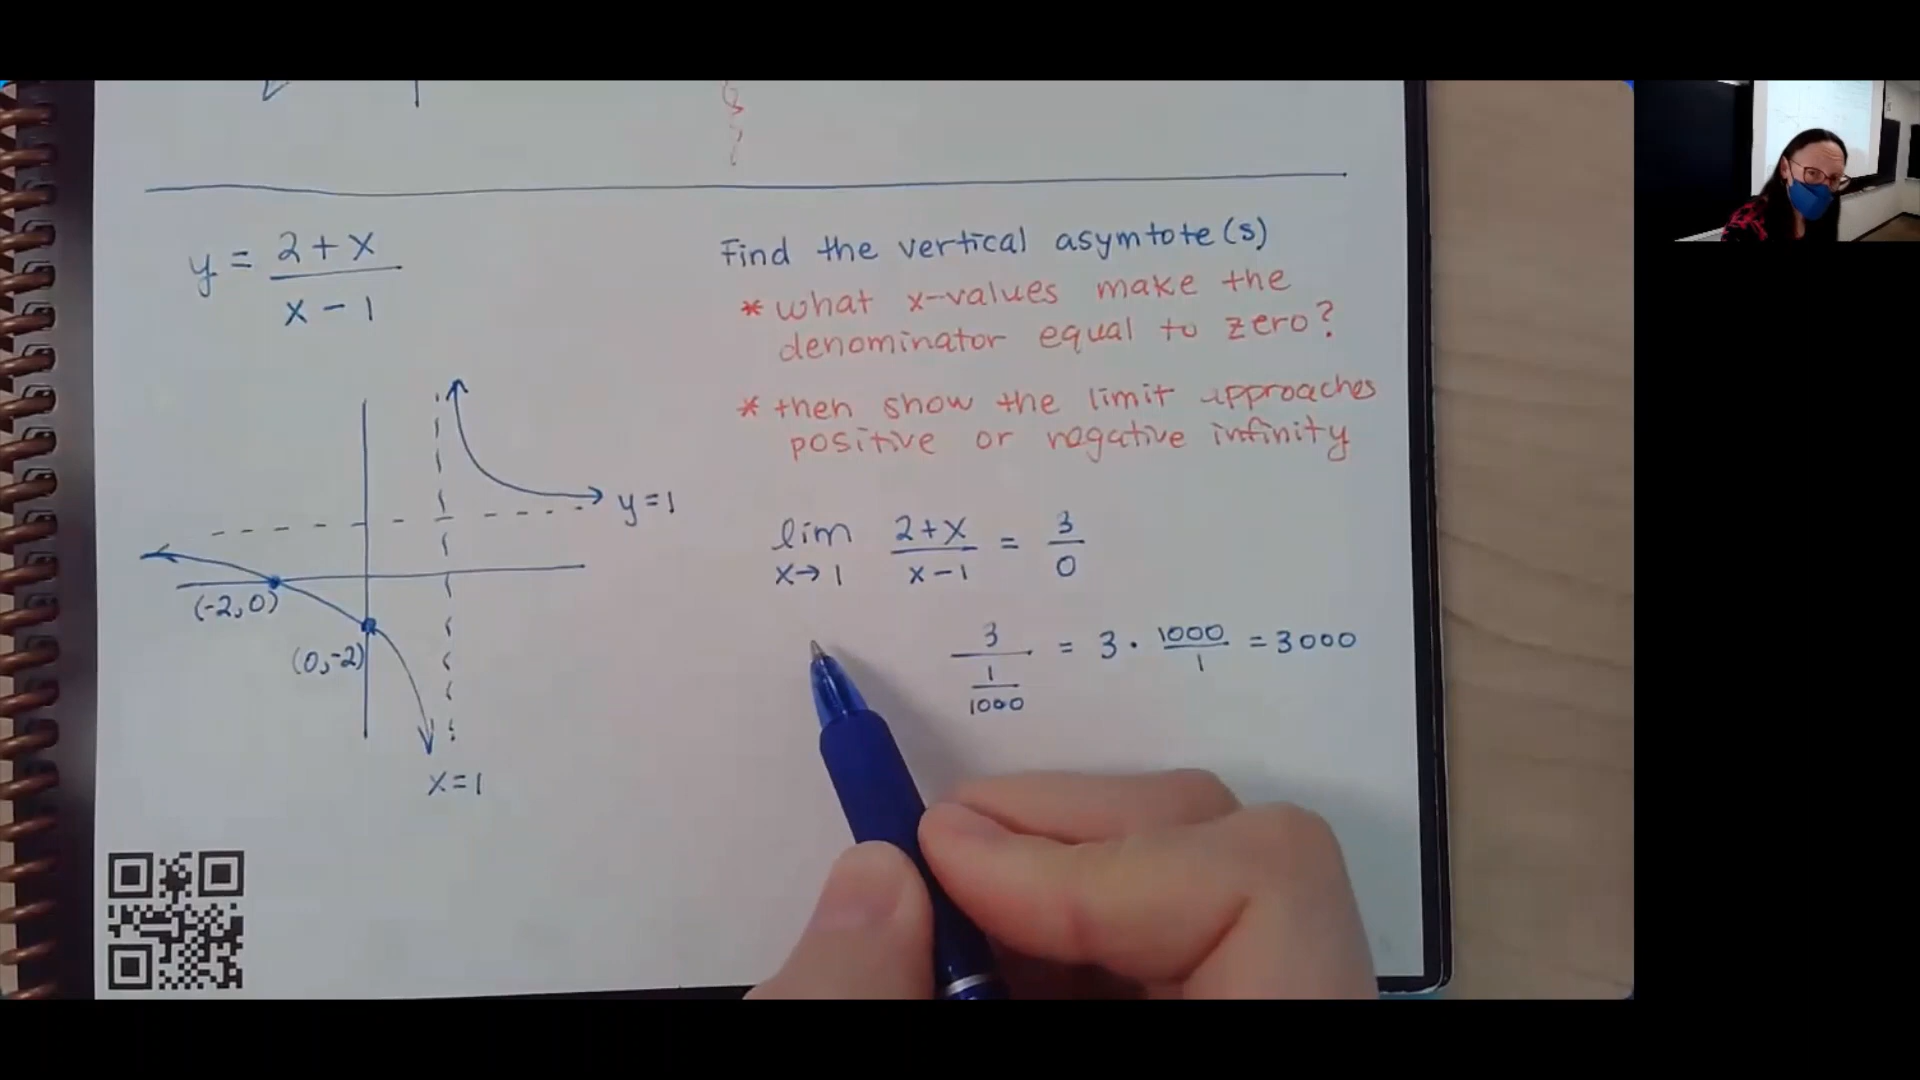 y = (2 + x)/(x - 1)
Find the vertical asymtote(s)
* what x-values make the
denominator equal to zero?
* then show the limit approaches
positive or negative infinity
y = 1
(-2, 0)
(0, -2)
x = 1
lim x→1 (2 + x)/(x - 1) = 3/0
3/(1/1000) = 3 · 1000/1 = 3000